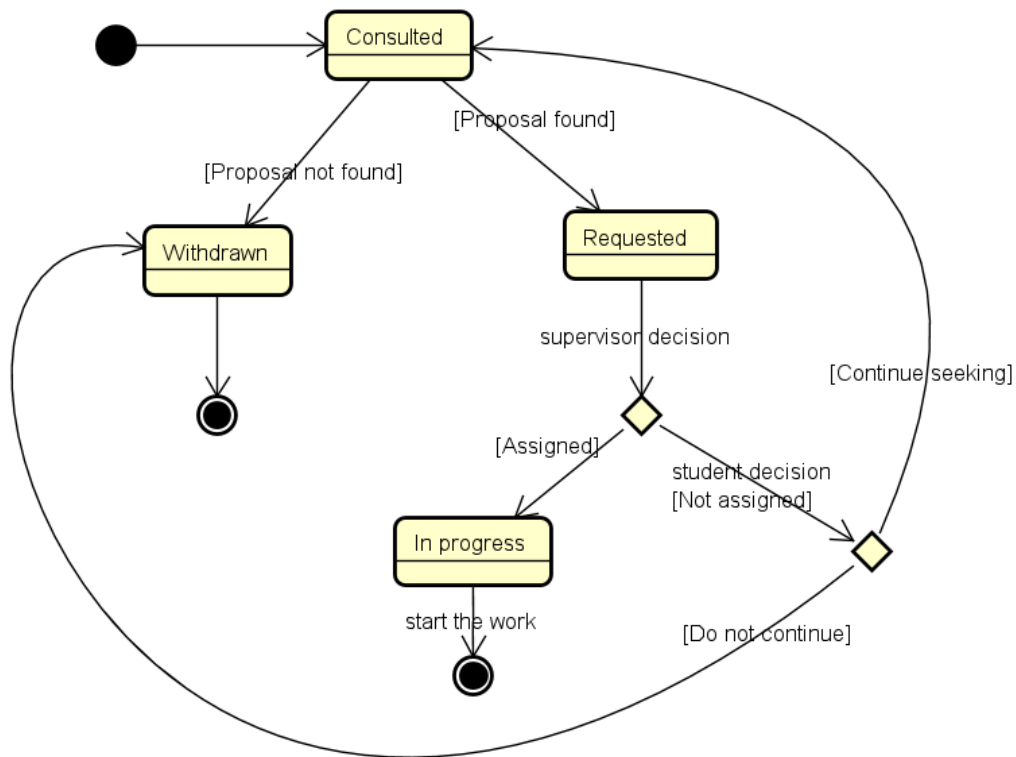 Consulted
[Proposal found]
[Proposal not found]
Requested
Withdrawn
supervisor decision
[Continue seeking]
[Assigned]
student decision
[Not assigned]
In progress
start the work
[Do not continue]